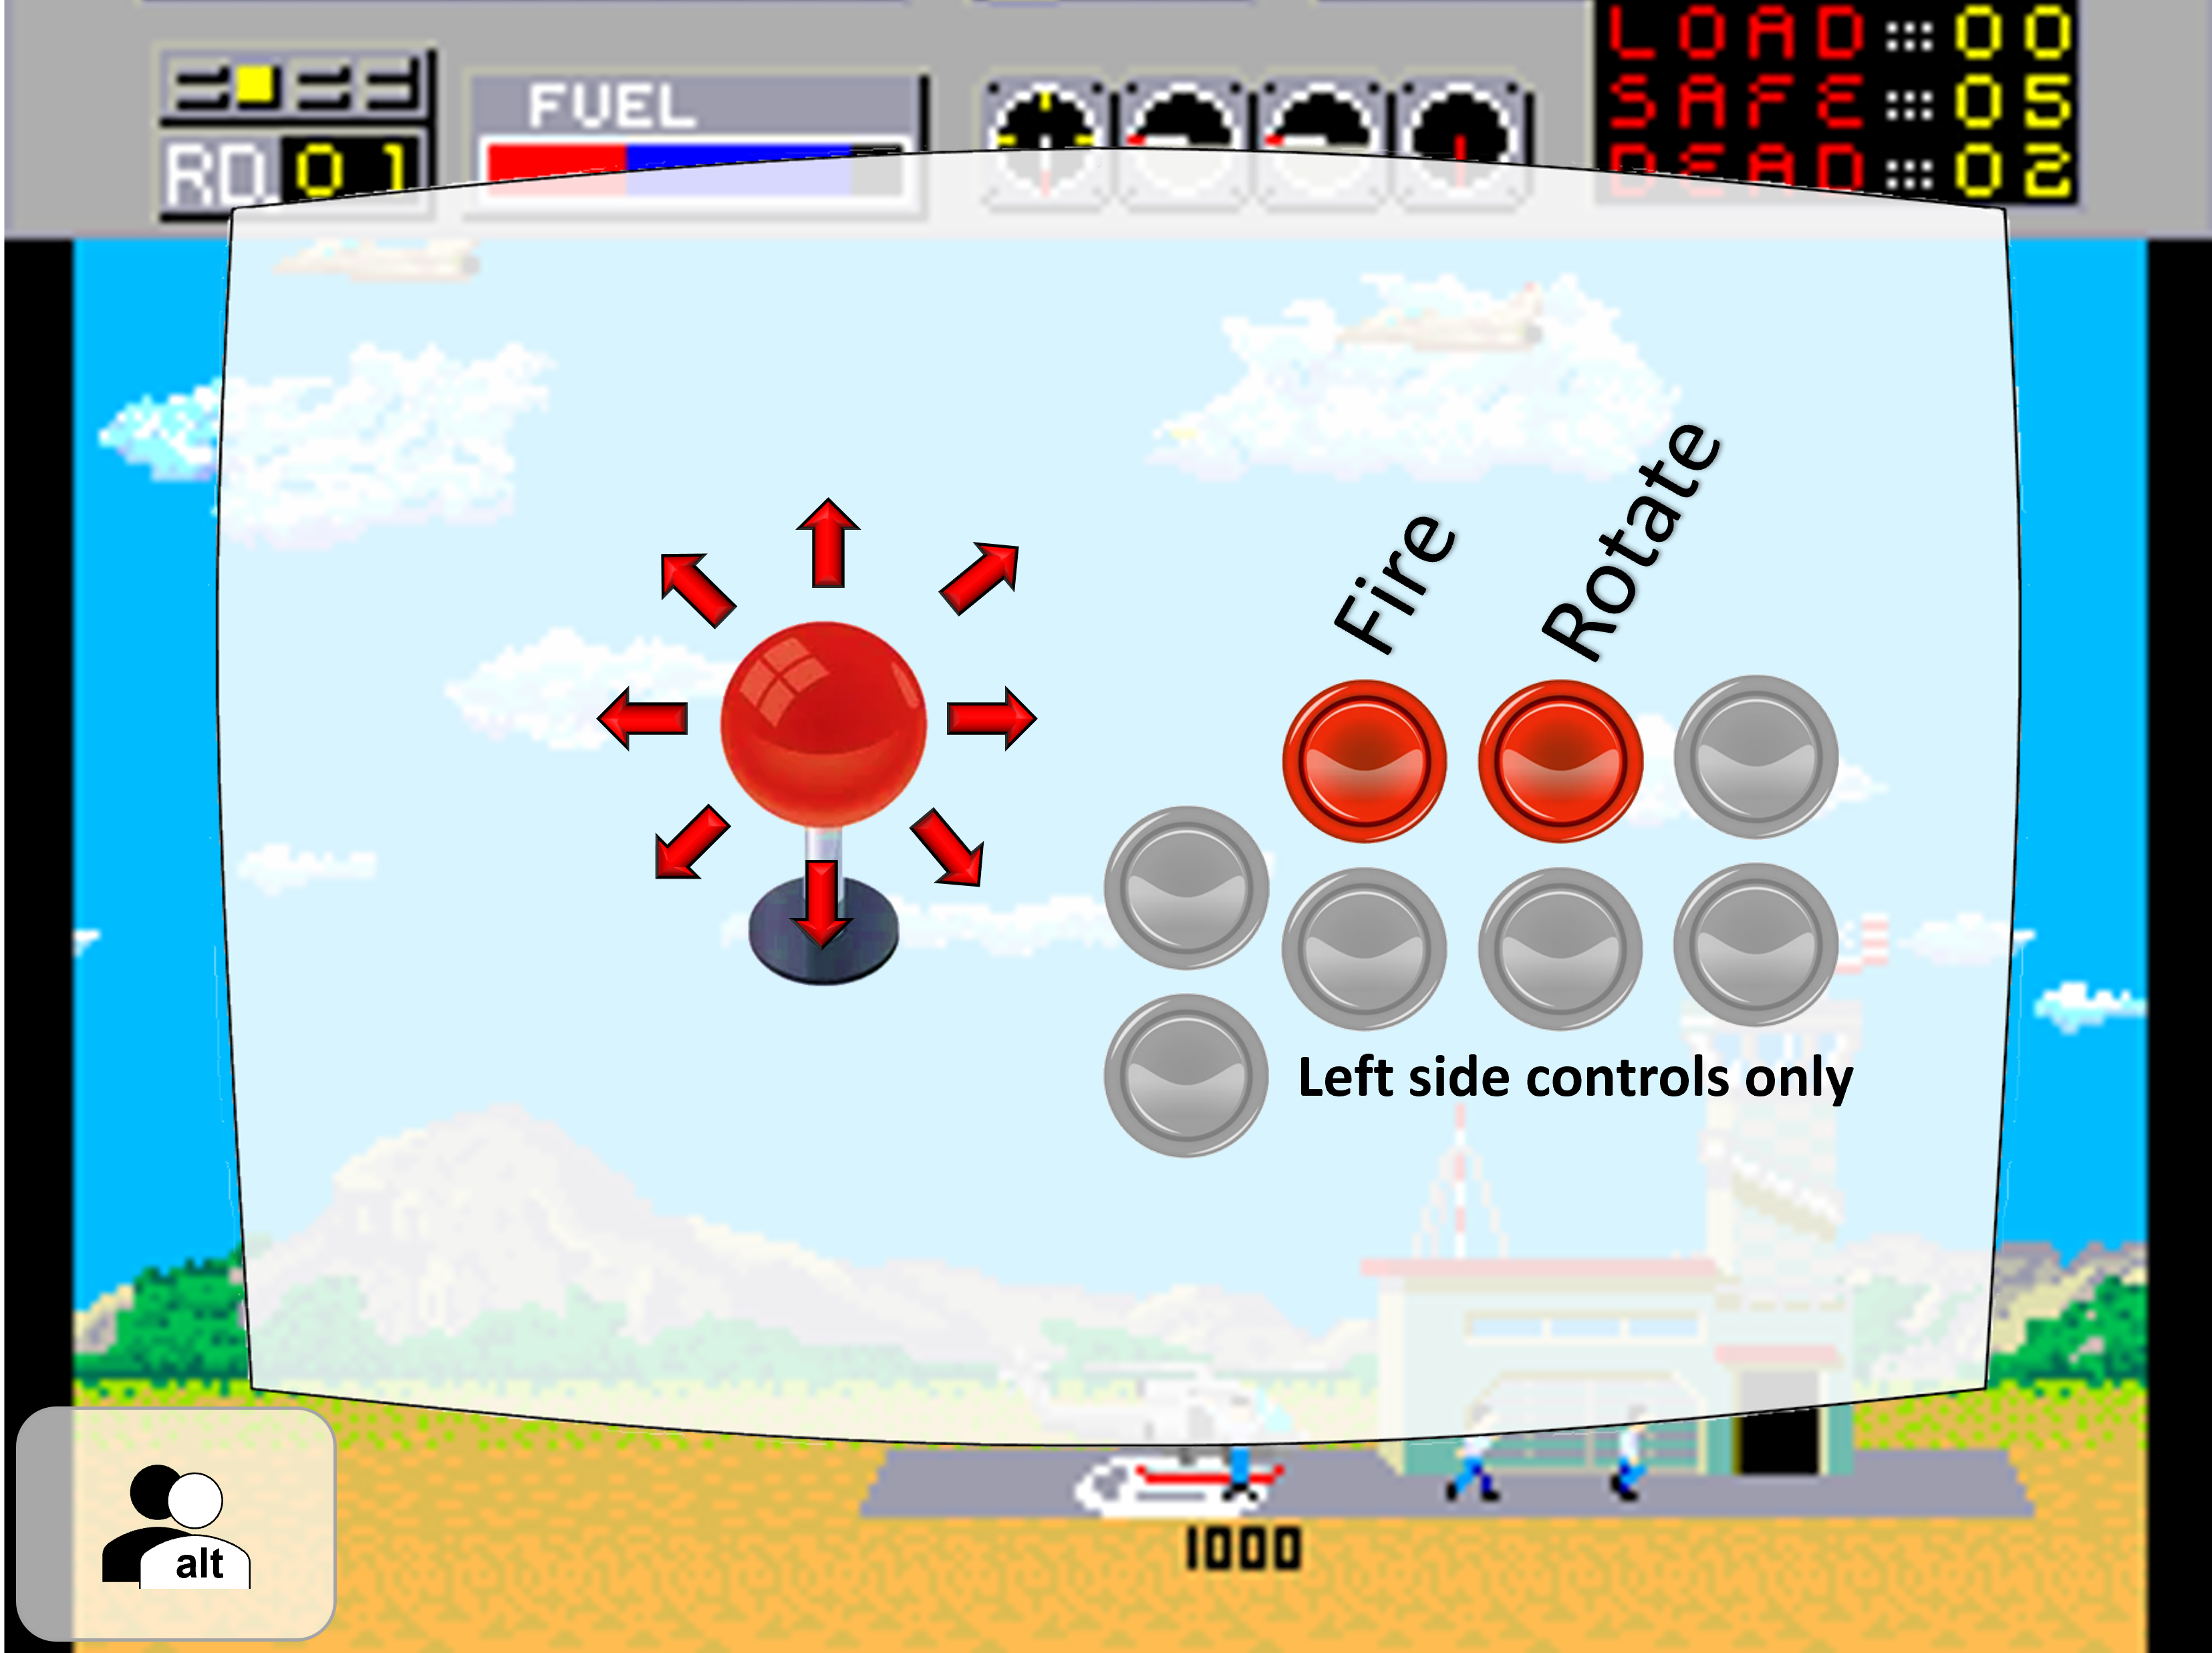 LOAD 00
SAFE 05
DEAD 02
FUEL
RD. 01
Fire
Rotate
Left side controls only
alt
1000